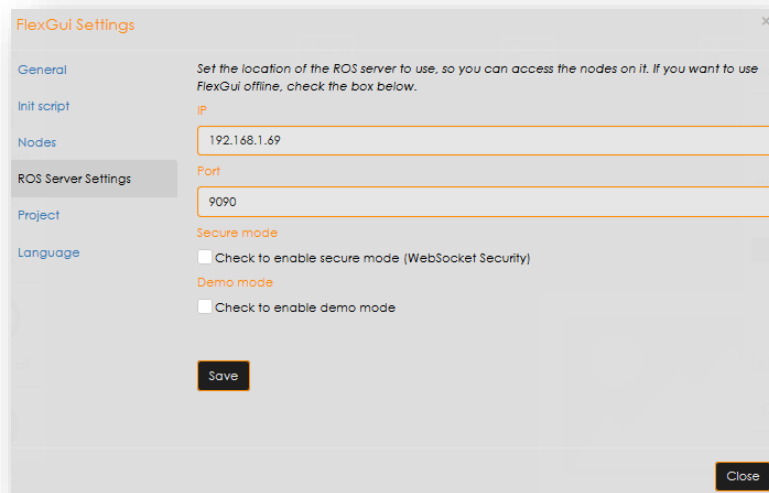 FlexGui Settings
×
General
Init script
Nodes
ROS Server Settings
Project
Language
Set the location of the ROS server to use, so you can access the nodes on it. If you want to use
FlexGui offline, check the box below.
IP
192.168.1.69
Port
9090
Secure mode
Check to enable secure mode (WebSocket Security)
Demo mode
Check to enable demo mode
Save
Close